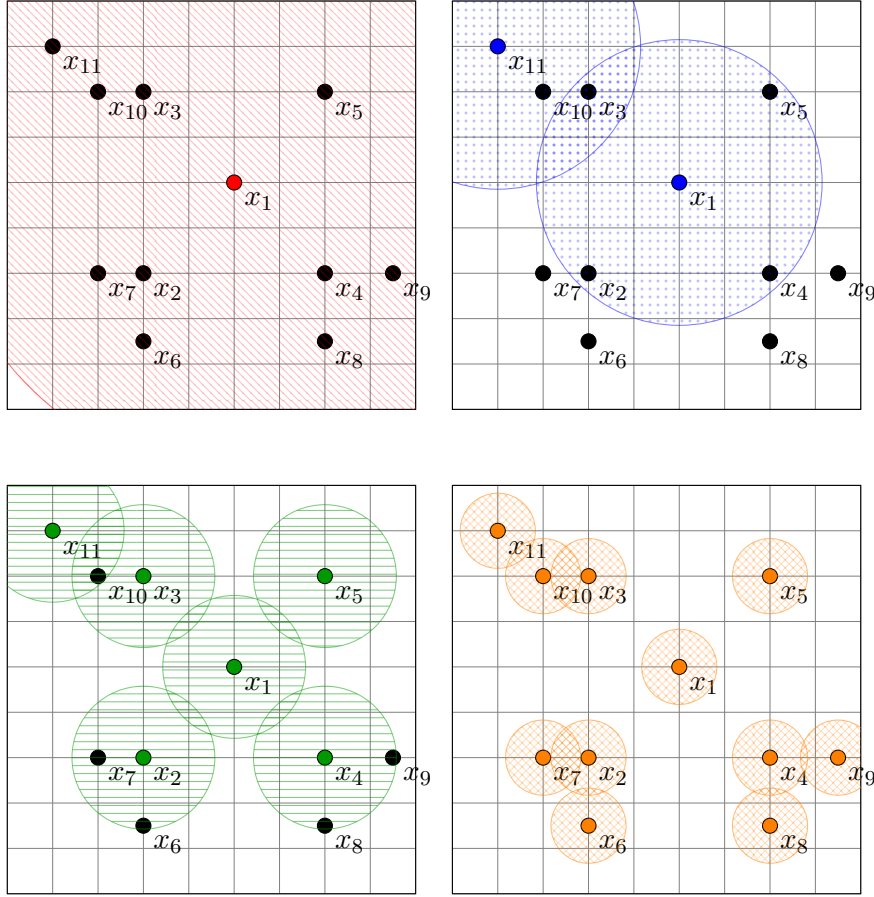 x₁₁
x₁₀ x₃ x₅
x₁
x₇ x₂ x₄ x₉
x₆ x₈
x₁₁
x₁₀ x₃ x₅
x₁
x₇ x₂ x₄ x₉
x₆ x₈
x₁₁
x₁₀ x₃ x₅
x₁
x₇ x₂ x₄ x₉
x₆ x₈
x₁₁
x₁₀ x₃ x₅
x₁
x₇ x₂ x₄ x₉
x₆ x₈